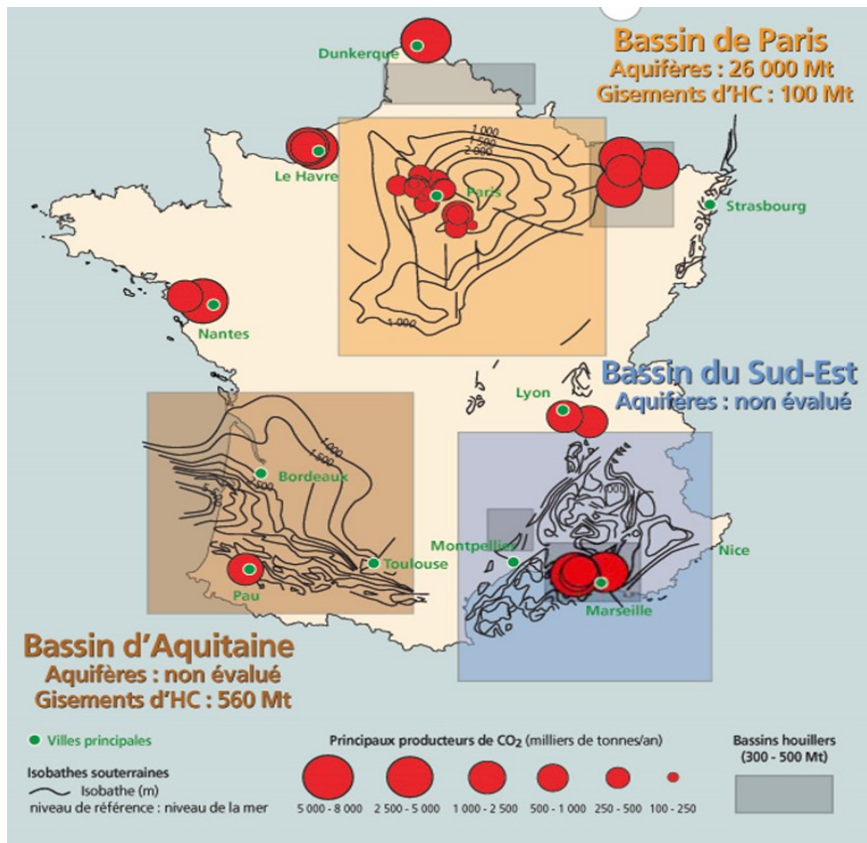 Dunkerque
Bassin de Paris
Aquifères : 26 000 Mt
Gisements d'HC : 100 Mt
1 000
1 500
2 000
Le Havre
Paris
Strasbourg
Nantes
1 000
Bassin du Sud-Est
Aquifères : non évalué
Lyon
1 000
1 500
Bordeaux
Montpellier
Nice
Toulouse
Pau
Marseille
Bassin d'Aquitaine
Aquifères : non évalué
Gisements d'HC : 560 Mt
Villes principales
Isobathes souterraines
Isobathe (m)
niveau de référence : niveau de la mer
Principaux producteurs de CO₂ (milliers de tonnes/an)
5 000 - 8 000 2 500 - 5 000 1 000 - 2 500 500 - 1 000 250 - 500 100 - 250
Bassins houillers
(300 - 500 Mt)